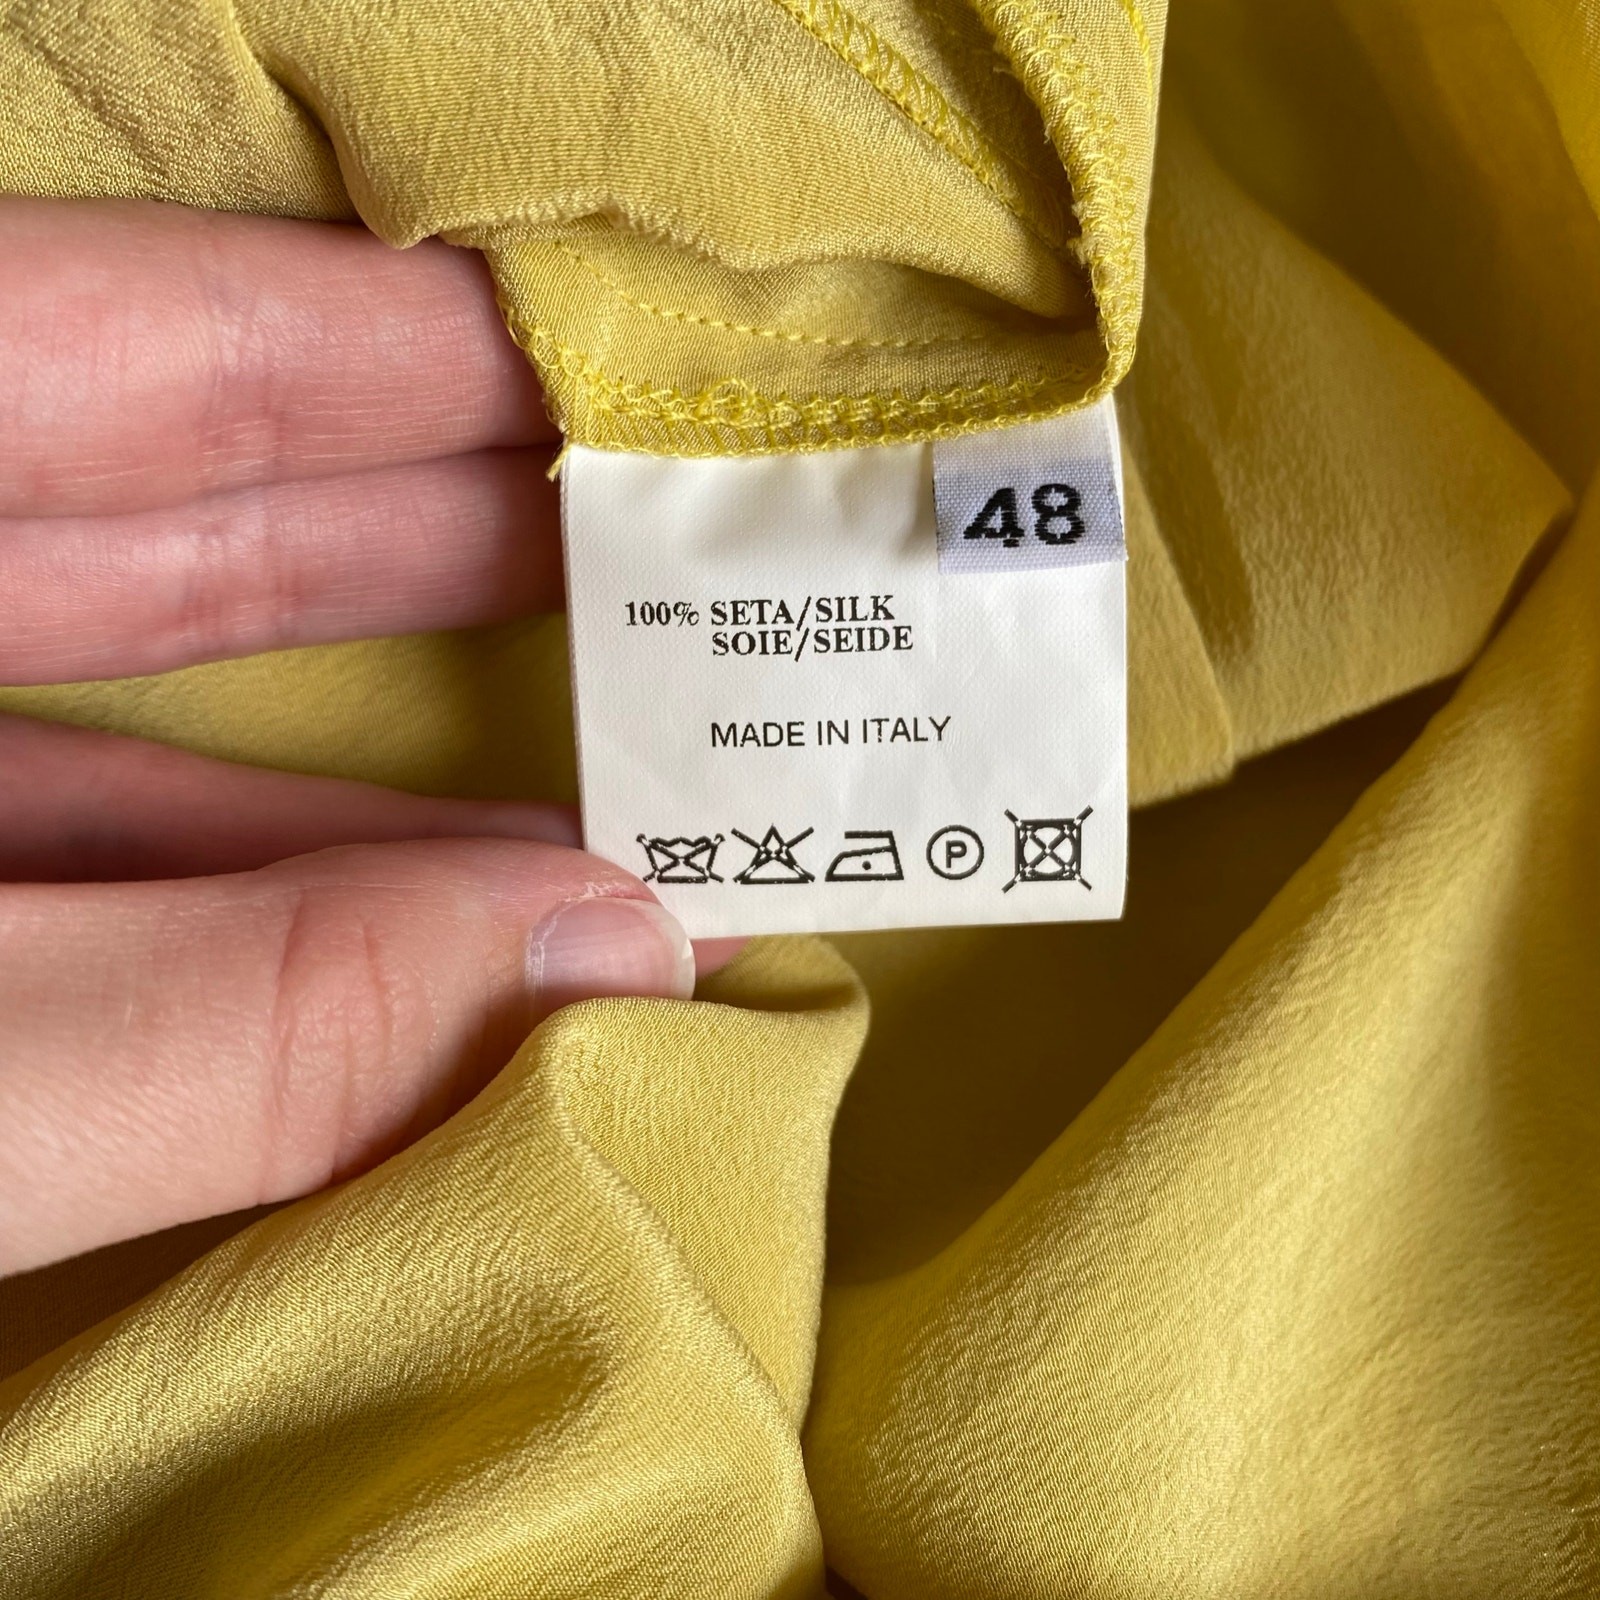 48
100% SETA/SILK
SOIE/SEIDE
MADE IN ITALY
P